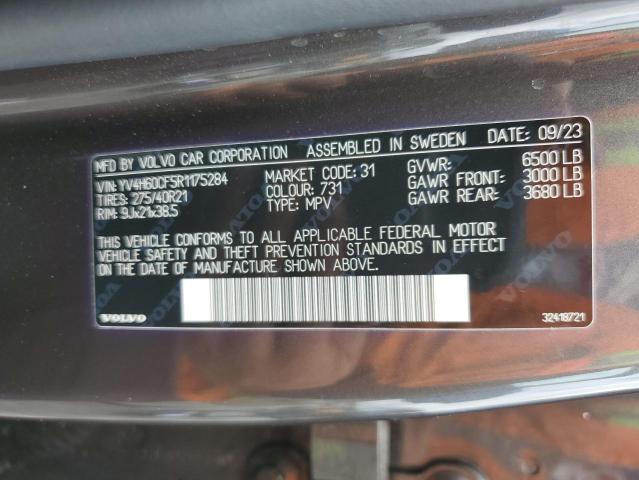 MFD BY VOLVO CAR CORPORATION ASSEMBLED IN SWEDEN DATE: 09/23
VIN: YV4H60CF5R1175284 MARKET CODE: 31 GVWR: 6500 LB
TIRES: 275/40R21 COLOUR: 731 GAWR FRONT: 3000 LB
RIM: 9Jx21x38.5 TYPE: MPV GAWR REAR: 3680 LB
THIS VEHICLE CONFORMS TO ALL APPLICABLE FEDERAL MOTOR
VEHICLE SAFETY AND THEFT PREVENTION STANDARDS IN EFFECT
ON THE DATE OF MANUFACTURE SHOWN ABOVE.
VOLVO 32418721